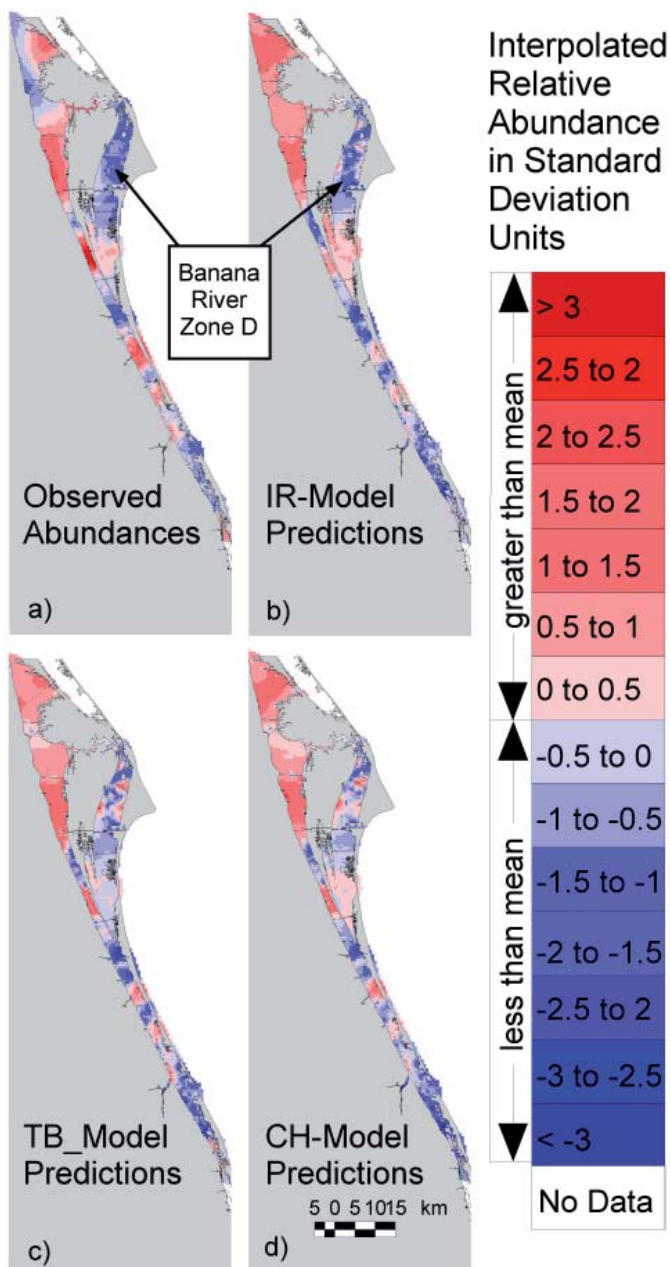 Interpolated
Relative
Abundance
in Standard
Deviation
Units
Banana
River
Zone D
Observed
Abundances
a)
IR-Model
Predictions
b)
TB_Model
Predictions
c)
CH-Model
Predictions
5 0 5 10 15 km
d)
greater than mean
> 3
2.5 to 2
2 to 2.5
1.5 to 2
1 to 1.5
0.5 to 1
0 to 0.5
less than mean
-0.5 to 0
-1 to -0.5
-1.5 to -1
-2 to -1.5
-2.5 to 2
-3 to -2.5
< -3
No Data